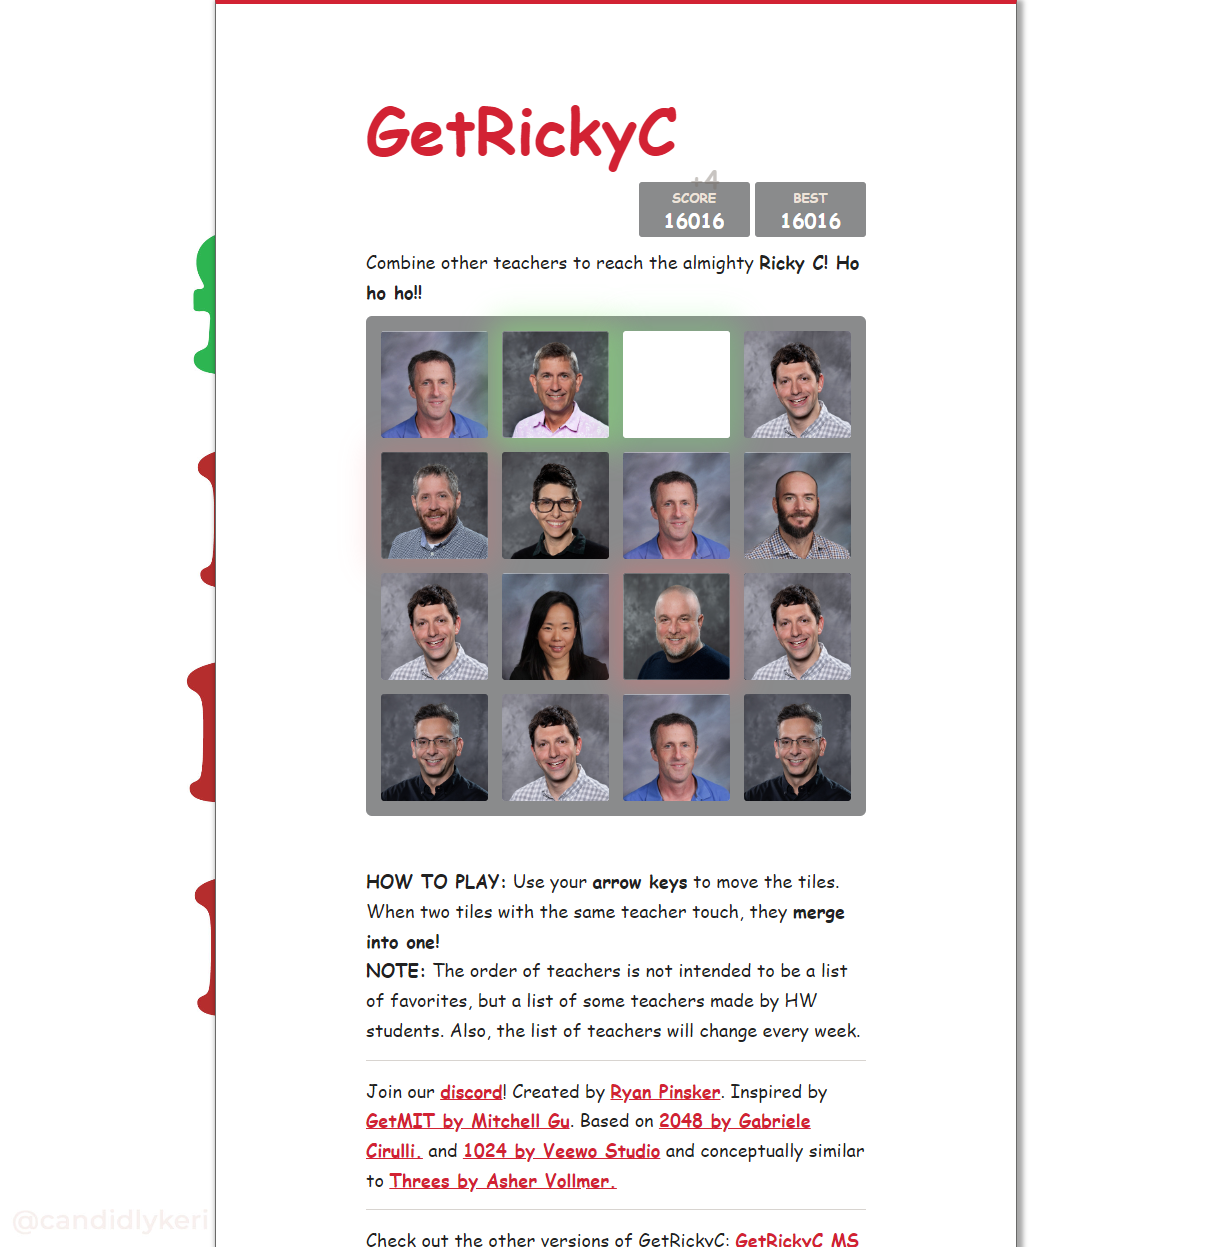 GetRickyC
+4
SCORE
BEST
16016
16016
Combine other teachers to reach the almighty Ricky C! Ho
ho ho!!
HOW TO PLAY: Use your arrow keys to move the tiles.
When two tiles with the same teacher touch, they merge
into one!
NOTE: The order of teachers is not intended to be a list
of favorites, but a list of some teachers made by HW
students. Also, the list of teachers will change every week.
Join our discord! Created by Ryan Pinsker. Inspired by
GetMIT by Mitchell Gu. Based on 2048 by Gabriele
Cirulli. and 1024 by Veewo Studio and conceptually similar
to Threes by Asher Vollmer.
Check out the other versions of GetRickyC: GetRickyC MS
@candidlykeri